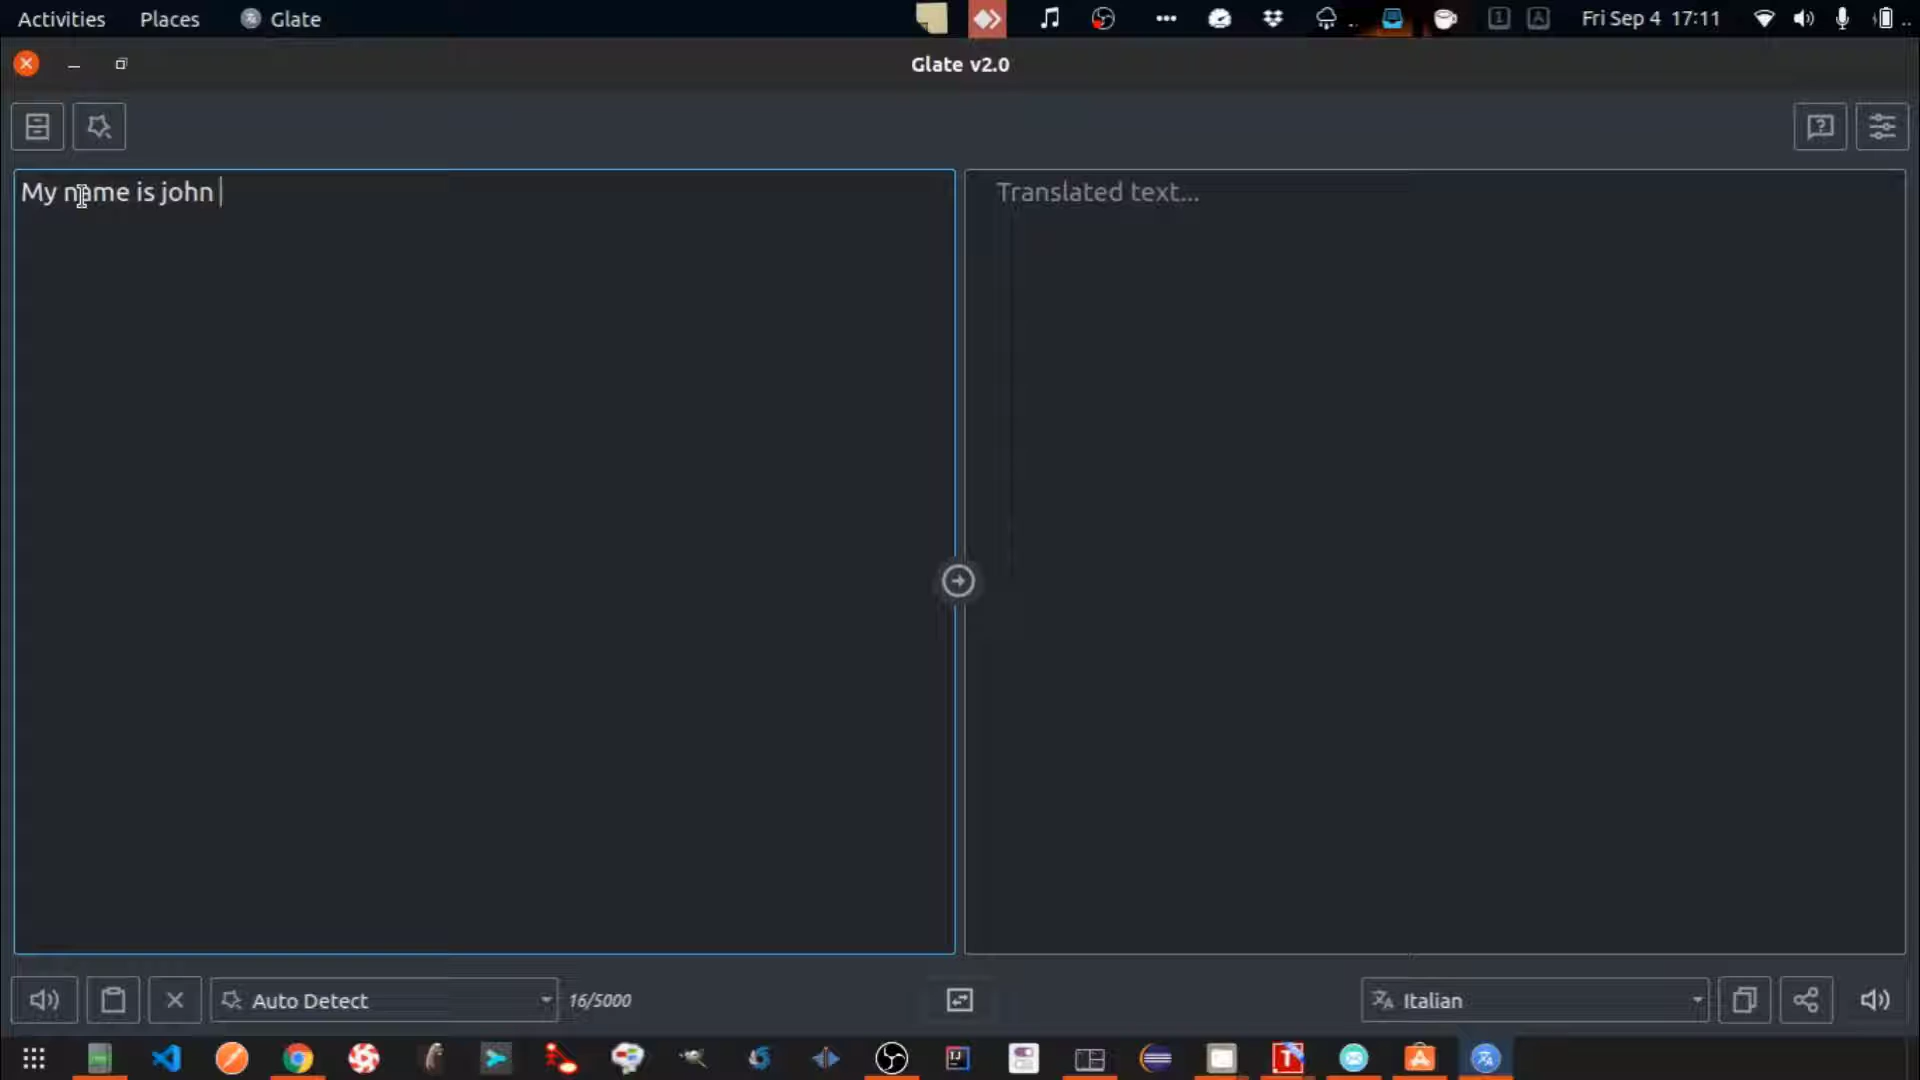 Activities Places Glate Fri Sep 4 17:11
Glate v2.0
My name is john
Translated text...
Auto Detect 16/5000 Italian